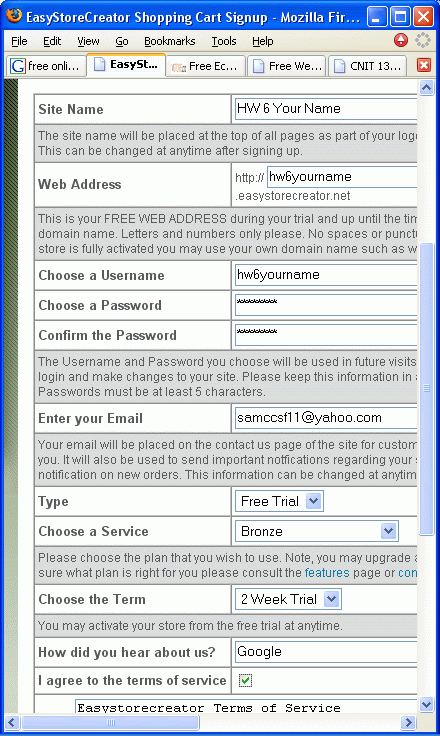 EasyStoreCreator Shopping Cart Signup - Mozilla Fir...
File Edit View Go Bookmarks Tools Help
free onli... EasySt... Free Ec... Free We... CNIT 13...
Site Name HW 6 Your Name
The site name will be placed at the top of all pages as part of your logo
This can be changed at anytime after signing up.
Web Address http:// hw6yourname
.easystorecreator.net
This is your FREE WEB ADDRESS during your trial and up until the tim
domain name. Letters and numbers only please. No spaces or punctu
store is fully activated you may use your own domain name such as w
Choose a Username hw6yourname
Choose a Password ********
Confirm the Password ********
The Username and Password you choose will be used in future visits
login and make changes to your site. Please keep this information in a
Passwords must be at least 5 characters.
Enter your Email samccsf11@yahoo.com
Your email will be placed on the contact us page of the site for custom
you. It will also be used to send important notfications regarding your s
notification on new orders. This information can be changed at anytim
Type Free Trial
Choose a Service Bronze
Please choose the plan that you wish to use. Note, you may upgrade a
sure what plan is right for you please consult the features page or con
Choose the Term 2 Week Trial
You may activate your store from the free trial at anytime.
How did you hear about us? Google
I agree to the terms of service
Easystorecreator Terms of Service